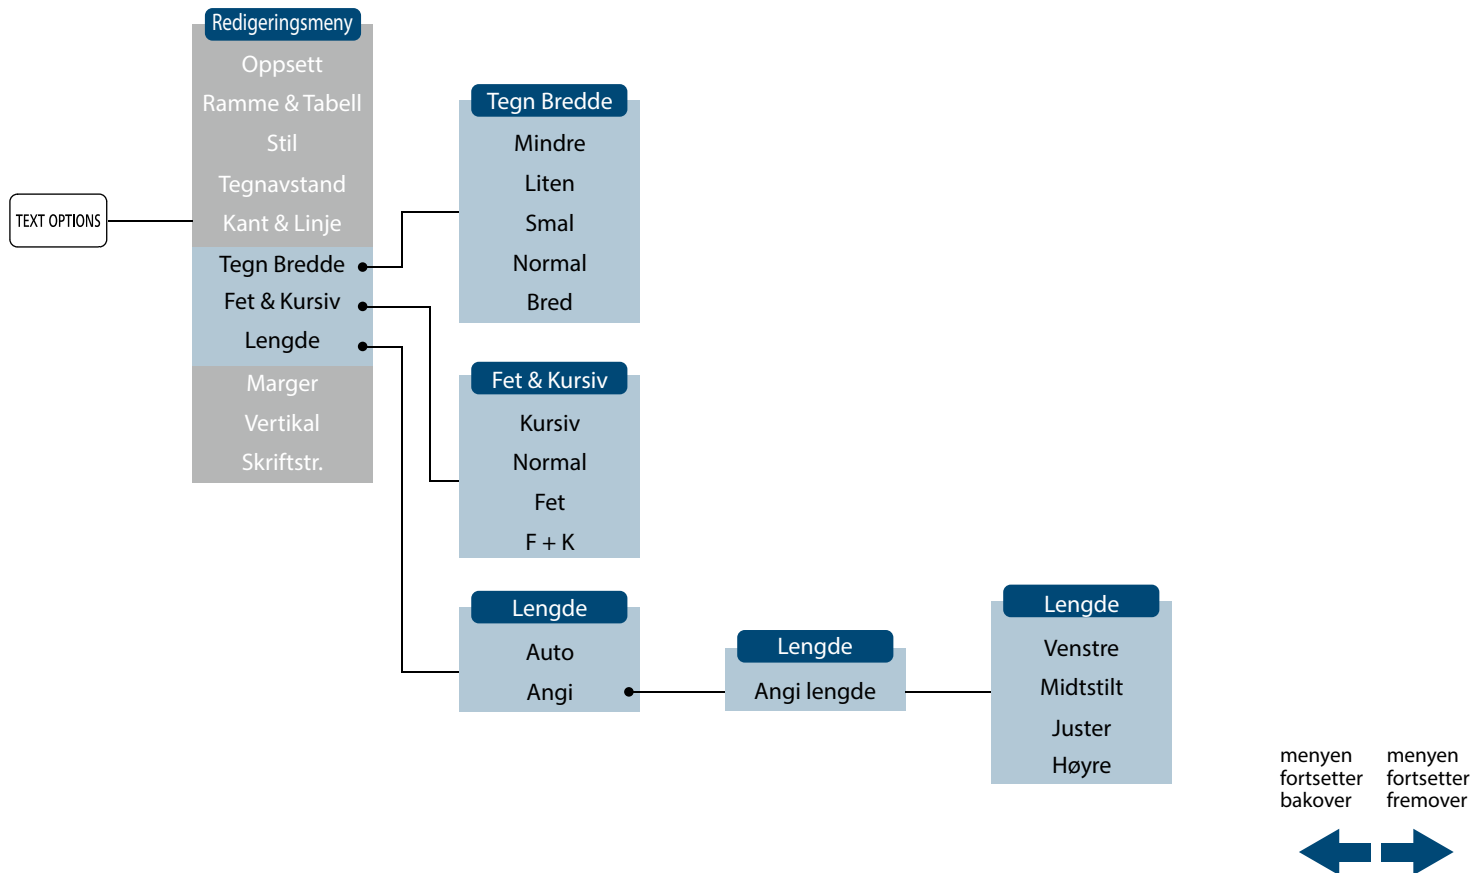 TEXT OPTIONS
Redigeringsmeny
Oppsett
Ramme & Tabell
Stil
Tegnavstand
Kant & Linje
Tegn Bredde
Fet & Kursiv
Lengde
Marger
Vertikal
Skriftstr.
Tegn Bredde
Mindre
Liten
Smal
Normal
Bred
Fet & Kursiv
Kursiv
Normal
Fet
F + K
Lengde
Auto
Angi
Lengde
Angi lengde
Lengde
Venstre
Midtstilt
Juster
Høyre
menyen
fortsetter
bakover
menyen
fortsetter
fremover